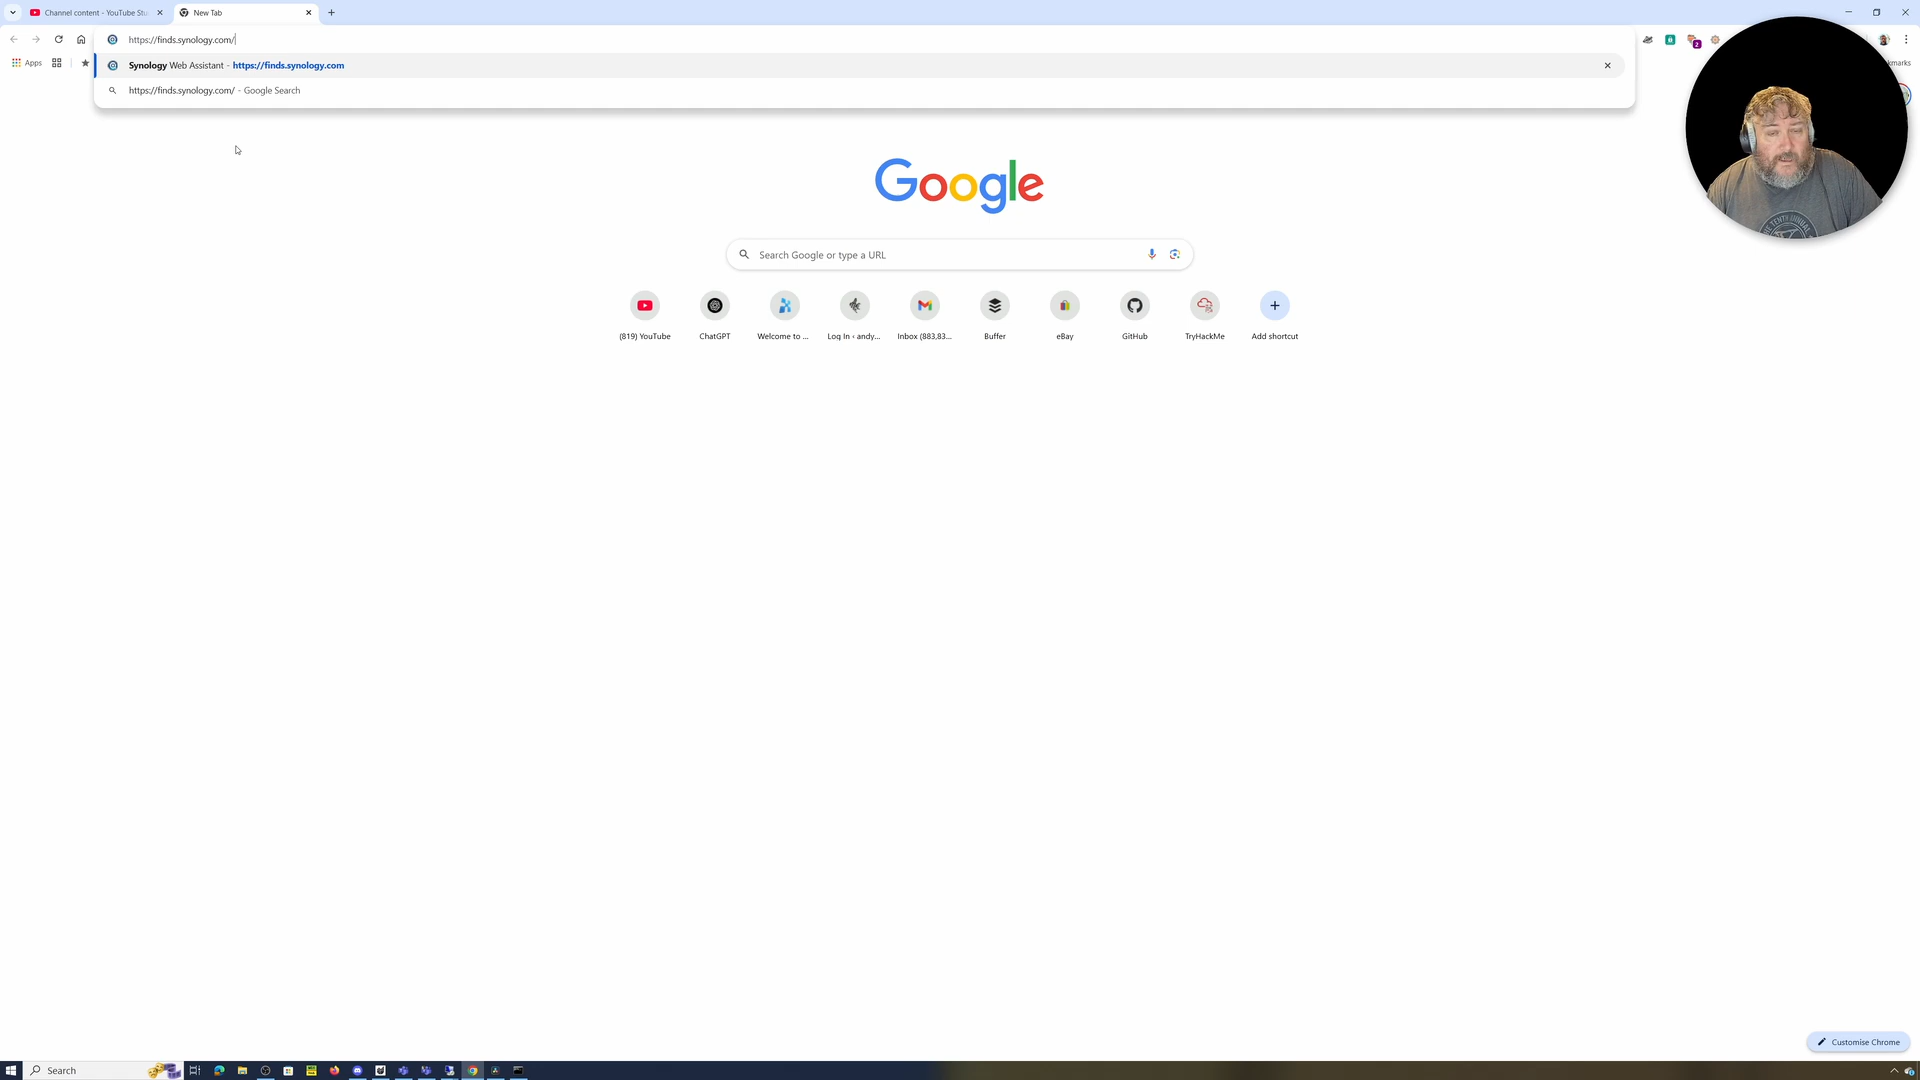 Channel content - YouTube Stu
New Tab
https://finds.synology.com/
Synology Web Assistant - https://finds.synology.com
https://finds.synology.com/ - Google Search
Apps
kmarks
2
Google
Search Google or type a URL
(819) YouTube
ChatGPT
Welcome to ...
Log In ‹ andy...
Inbox (883,83...
Buffer
eBay
GitHub
TryHackMe
Add shortcut
Customise Chrome
Search